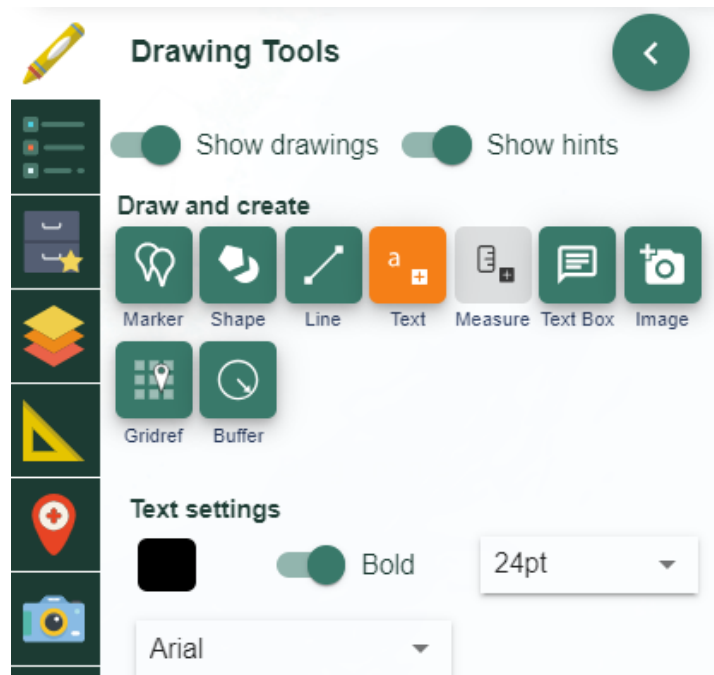 Drawing Tools
Show drawings Show hints
Draw and create
a
Marker Shape Line Text Measure Text Box Image
Gridref Buffer
Text settings
Bold 24pt
Arial